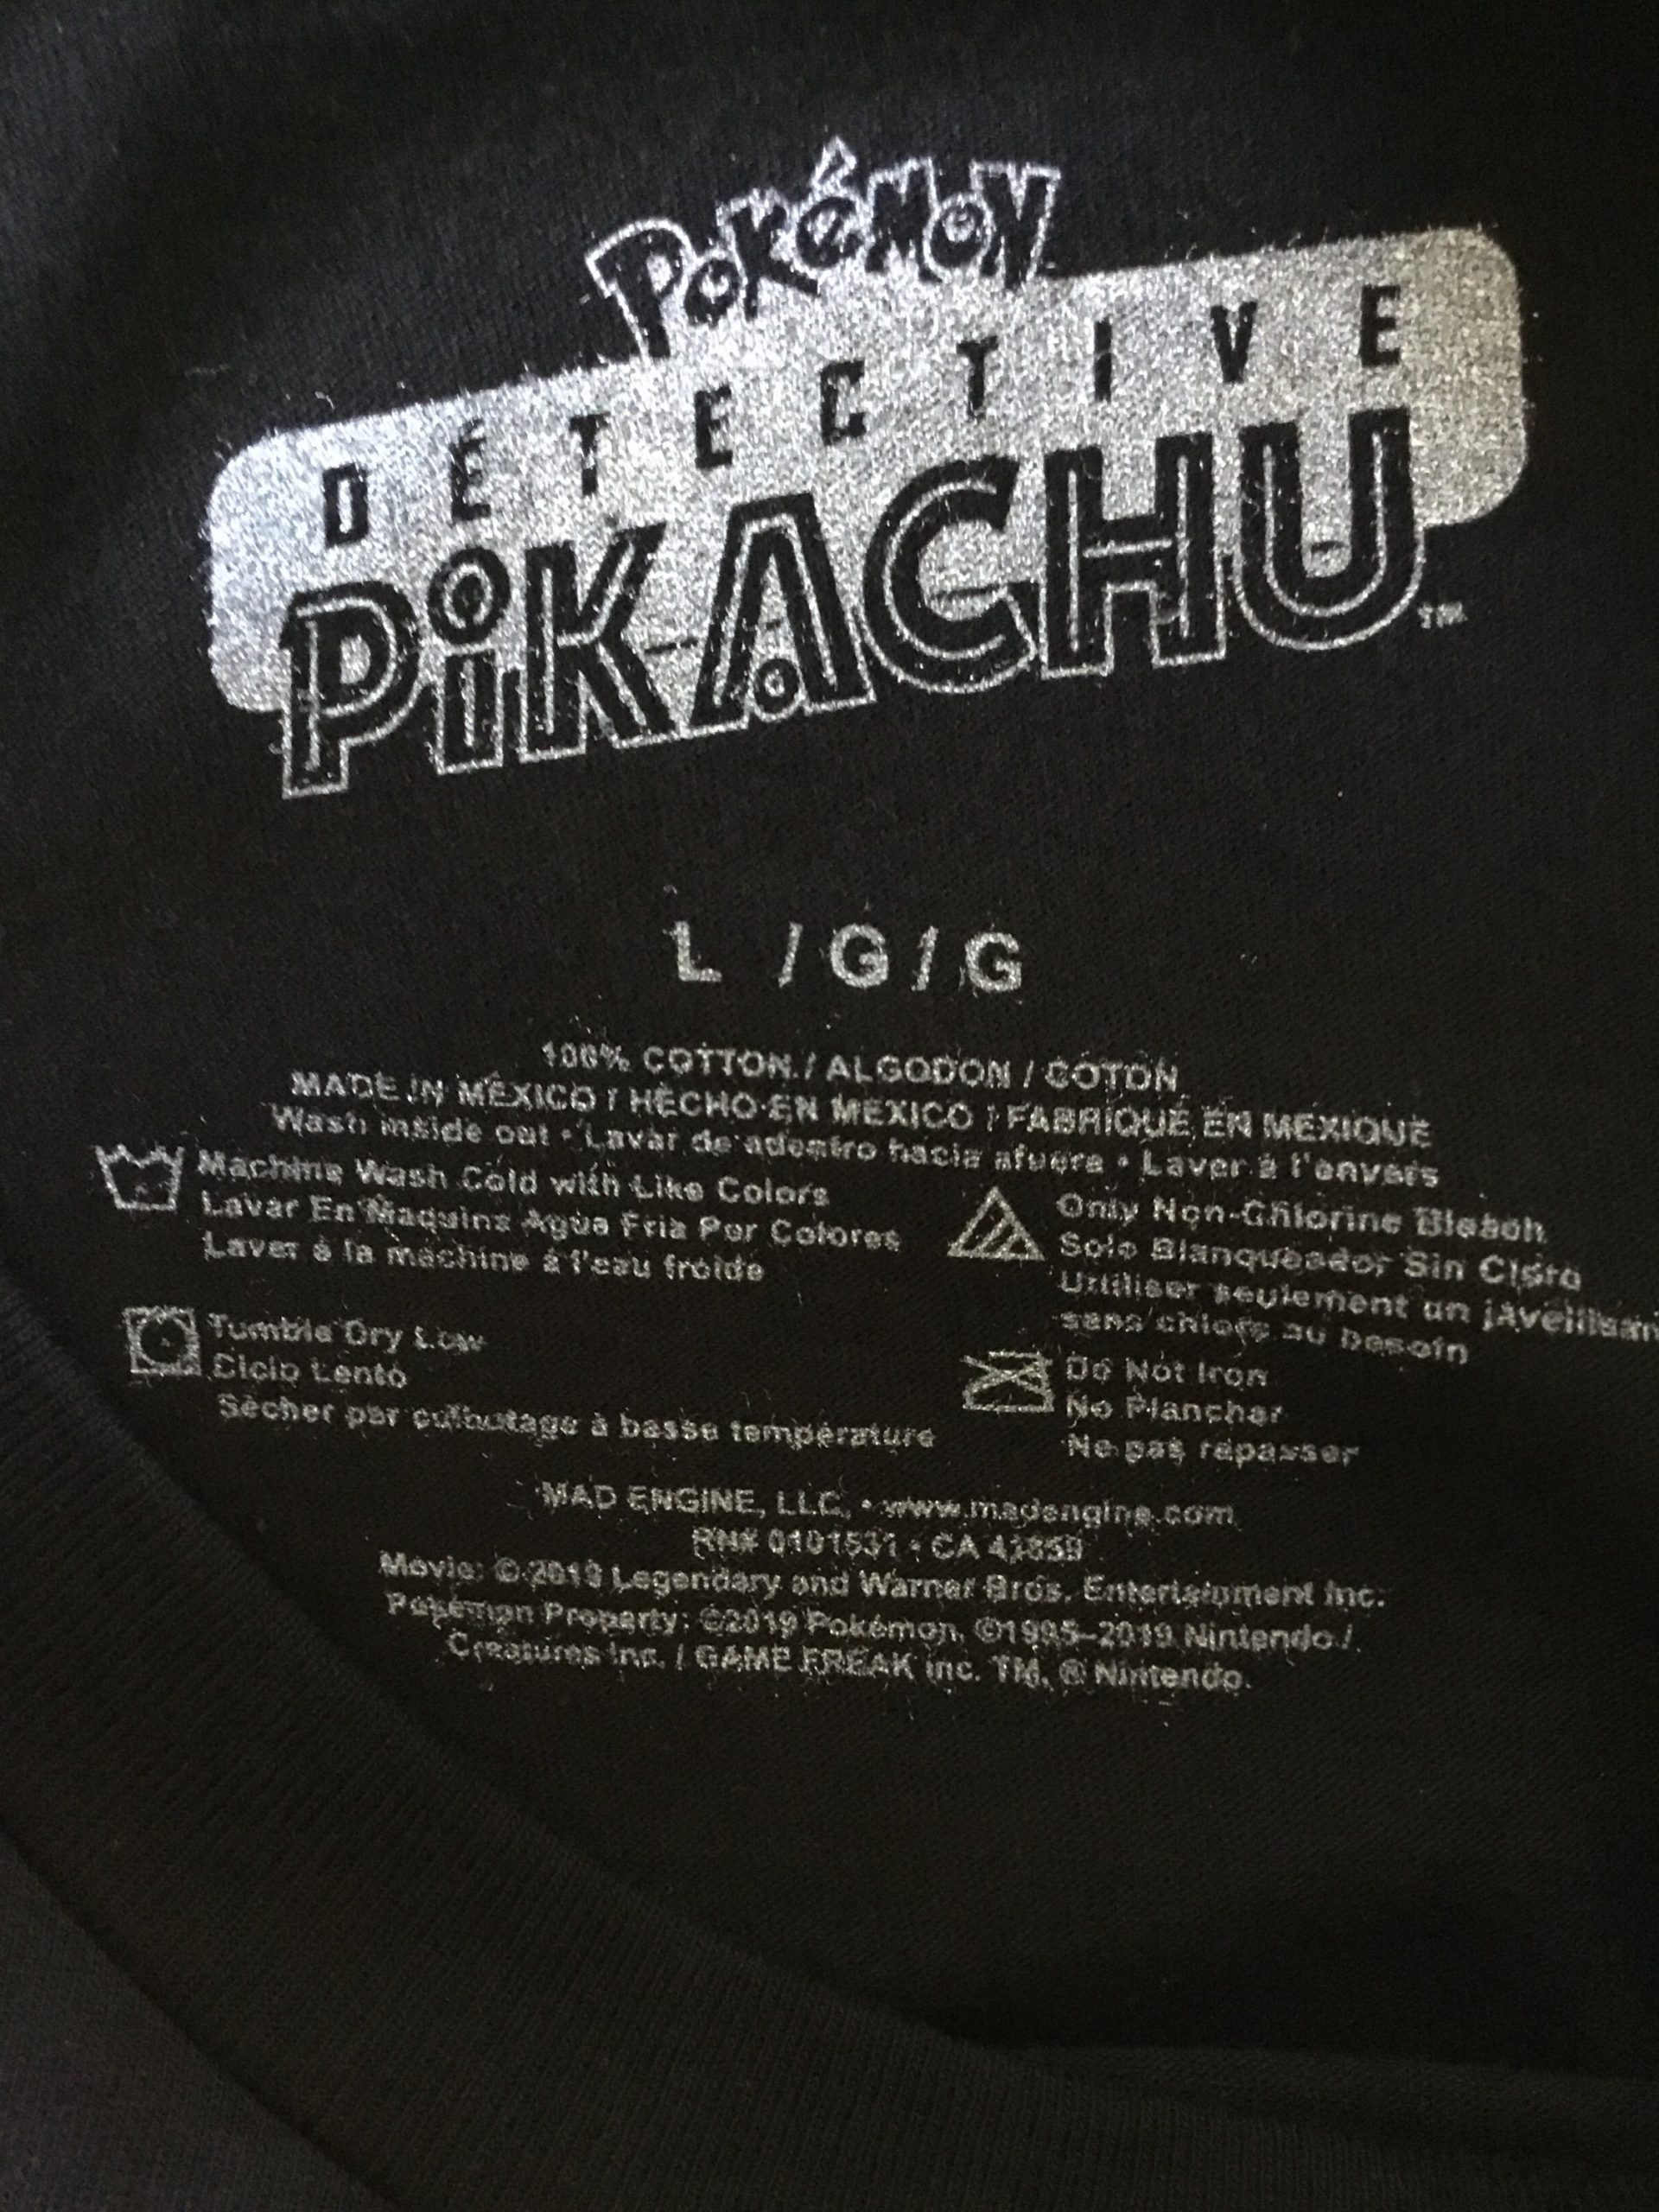 POKéMON
DETECTIVE
PiKACHU™
L / G / G
100% COTTON / ALGODON / COTON
MADE IN MEXICO / HECHO EN MEXICO / FABRIQUÉ EN MEXIQUE
Wash inside out • Lavar de adentro hacia afuera • Laver à l'envers
Machine Wash Cold with Like Colors
Lavar En Maquina Agua Fria Por Colores
Laver à la machine à l'eau froide
Only Non-Chlorine Bleach
Solo Blanqueador Sin Cloro
Utiliser seulement un
sans chlore au besoin
Tumble Dry Low
Ciclo Lento
Sécher par culbutage à basse température
Do Not Iron
No Planchar
Ne pas repasser
MAD ENGINE, LLC. • www.madengine.com
RN# 0101531 • CA 43859
Movie: © 2019 Legendary and Warner Bros. Entertainment Inc.
Pokémon Property: ©2019 Pokémon. ©1995–2019 Nintendo /
Creatures Inc. / GAME FREAK inc. TM, ® Nintendo.